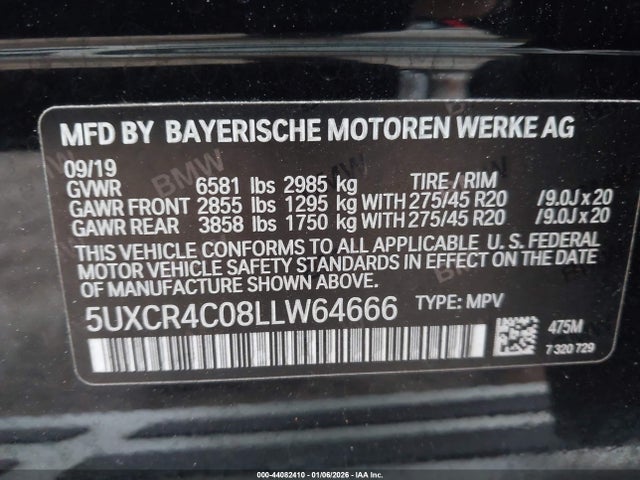 MFD BY BAYERISCHE MOTOREN WERKE AG
09/19
GVWR 6581 lbs 2985 kg TIRE / RIM
GAWR FRONT 2855 lbs 1295 kg WITH 275/45 R20 /9.0J x 20
GAWR REAR 3858 lbs 1750 kg WITH 275/45 R20 /9.0J x 20
THIS VEHICLE CONFORMS TO ALL APPLICABLE U.S. FEDERAL
MOTOR VEHICLE SAFETY STANDARDS IN EFFECT ON THE
DATE OF MANUFACTURE SHOWN ABOVE.
5UXCR4C08LLW64666 TYPE: MPV
475M
7 320 729
000-44082410 | 01/06/2026 - IAA Inc.